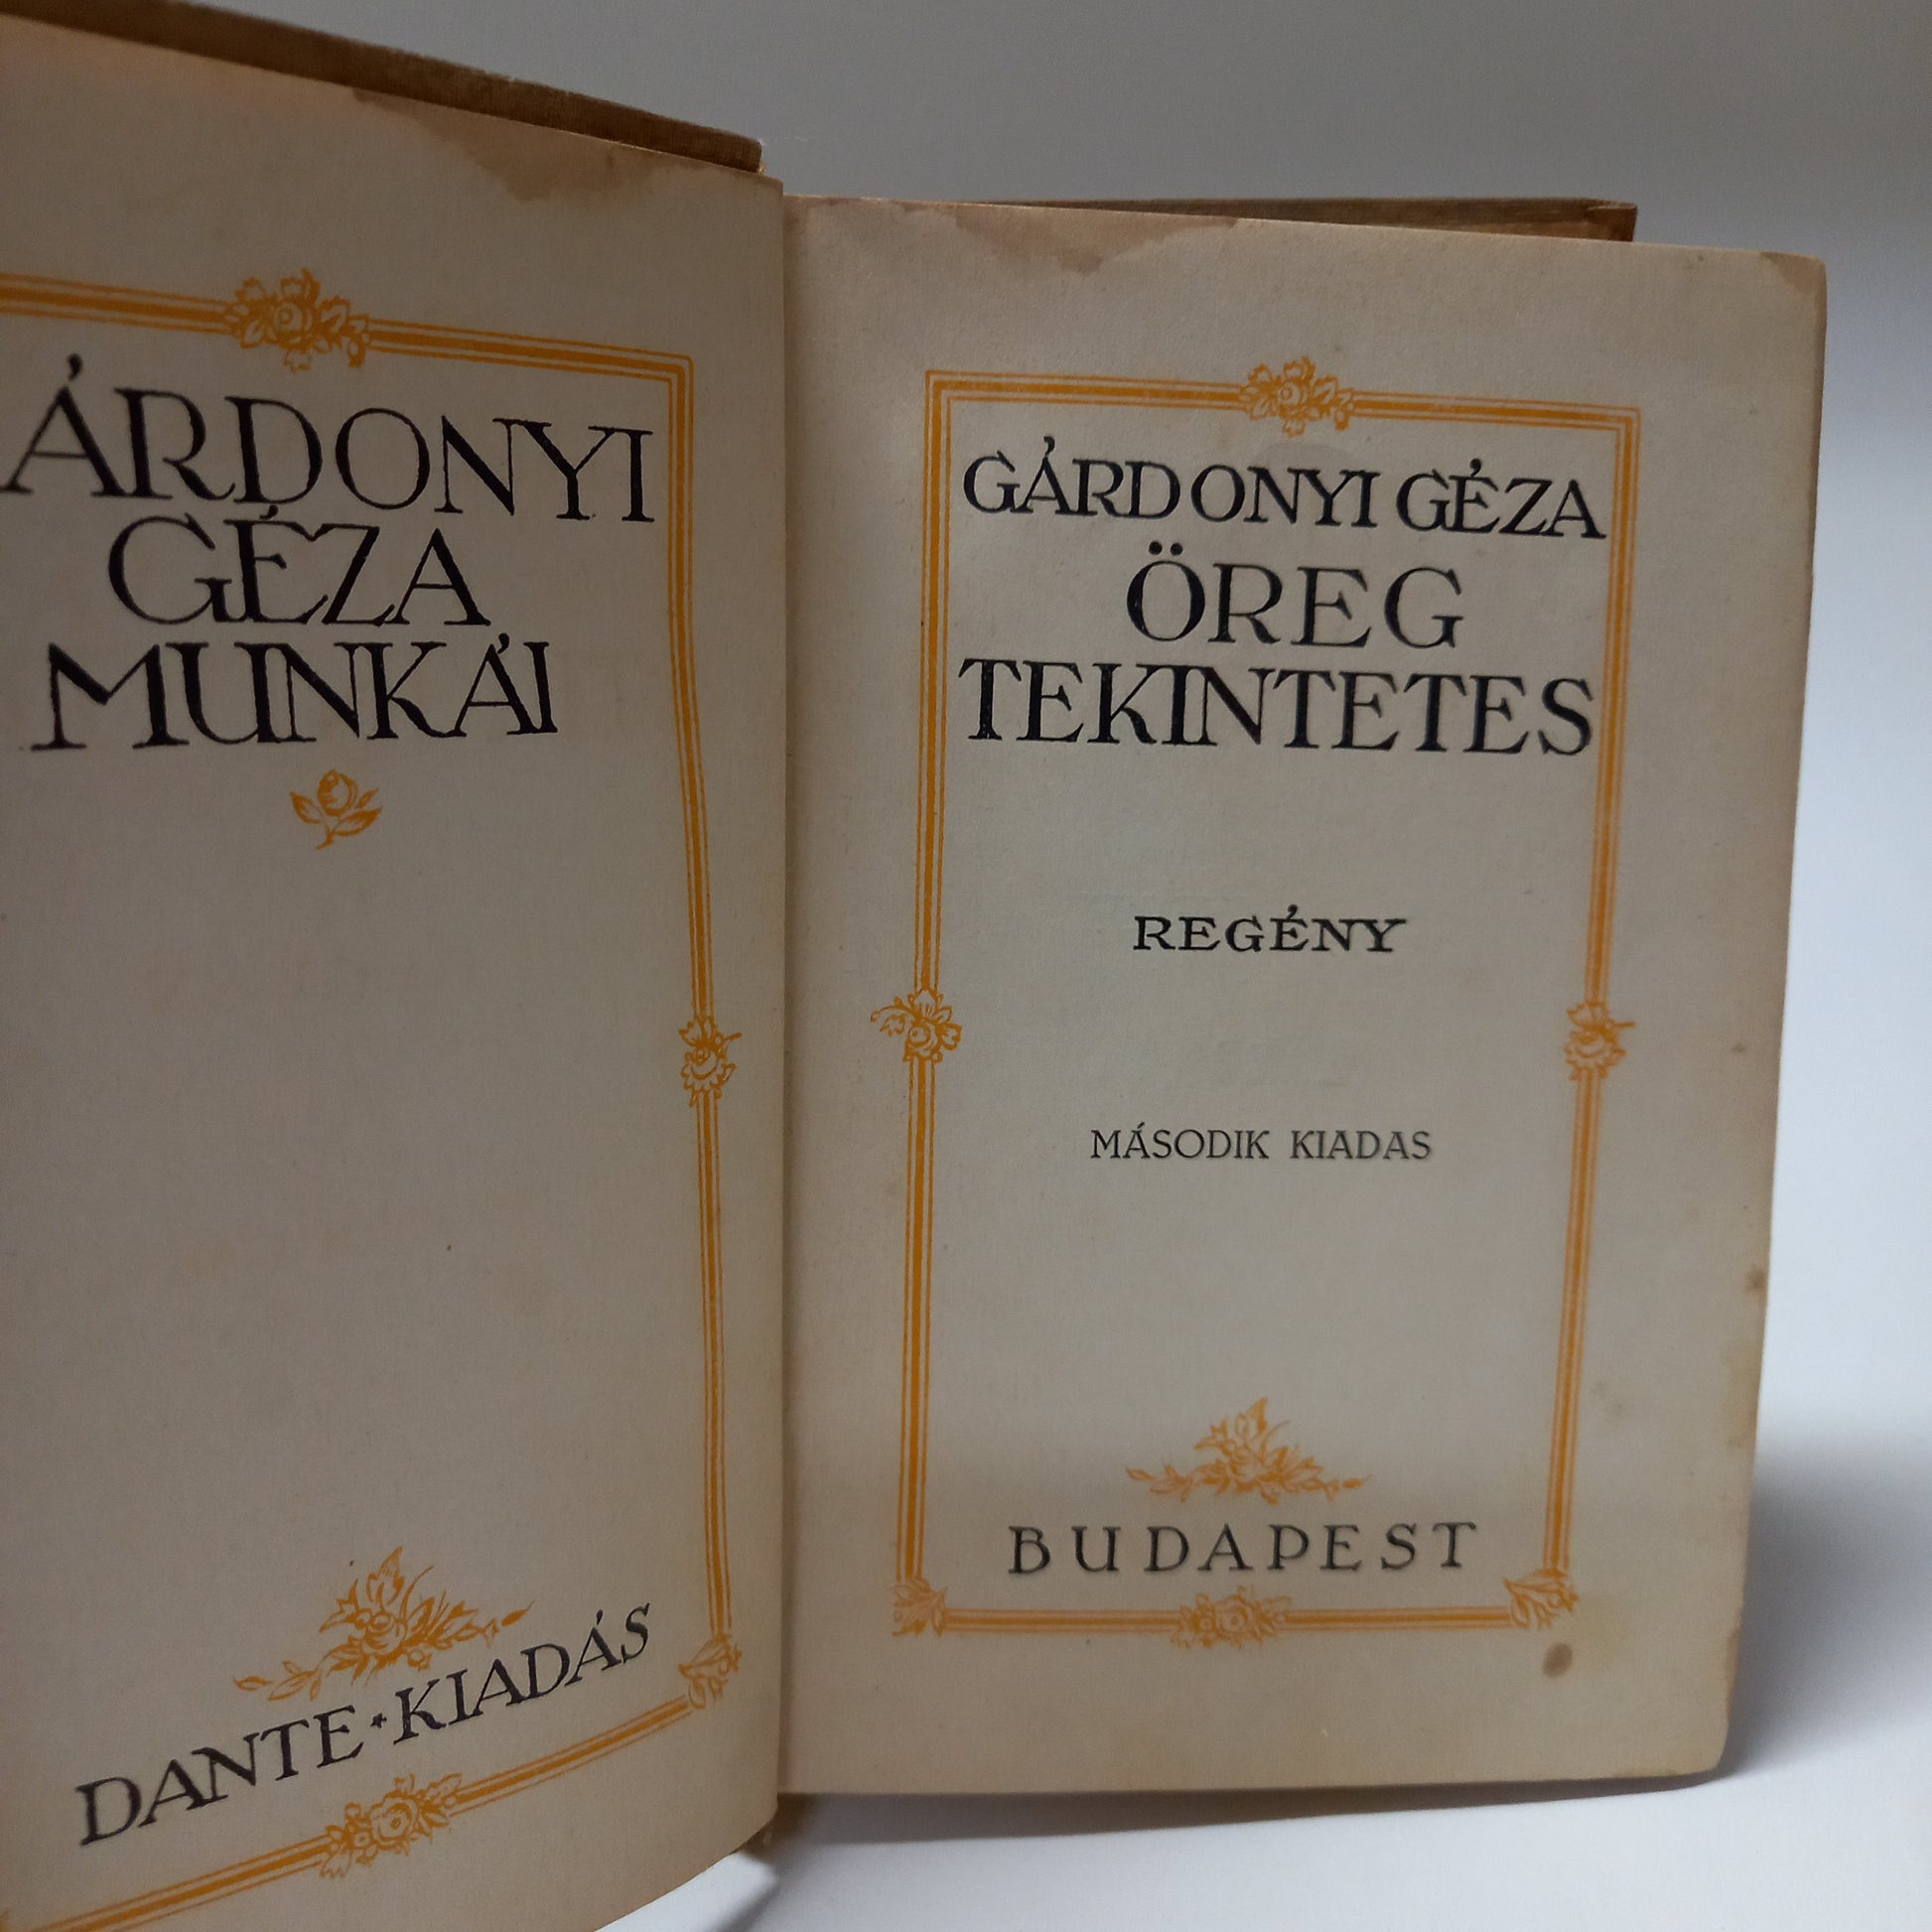 ÁRDONYI
GÉZA
MUNKÁI
DANTE • KIADÁS
GÁRDONYI GÉZA
ÖREG
TEKINTETES
REGÉNY
MÁSODIK KIADAS
BUDAPEST